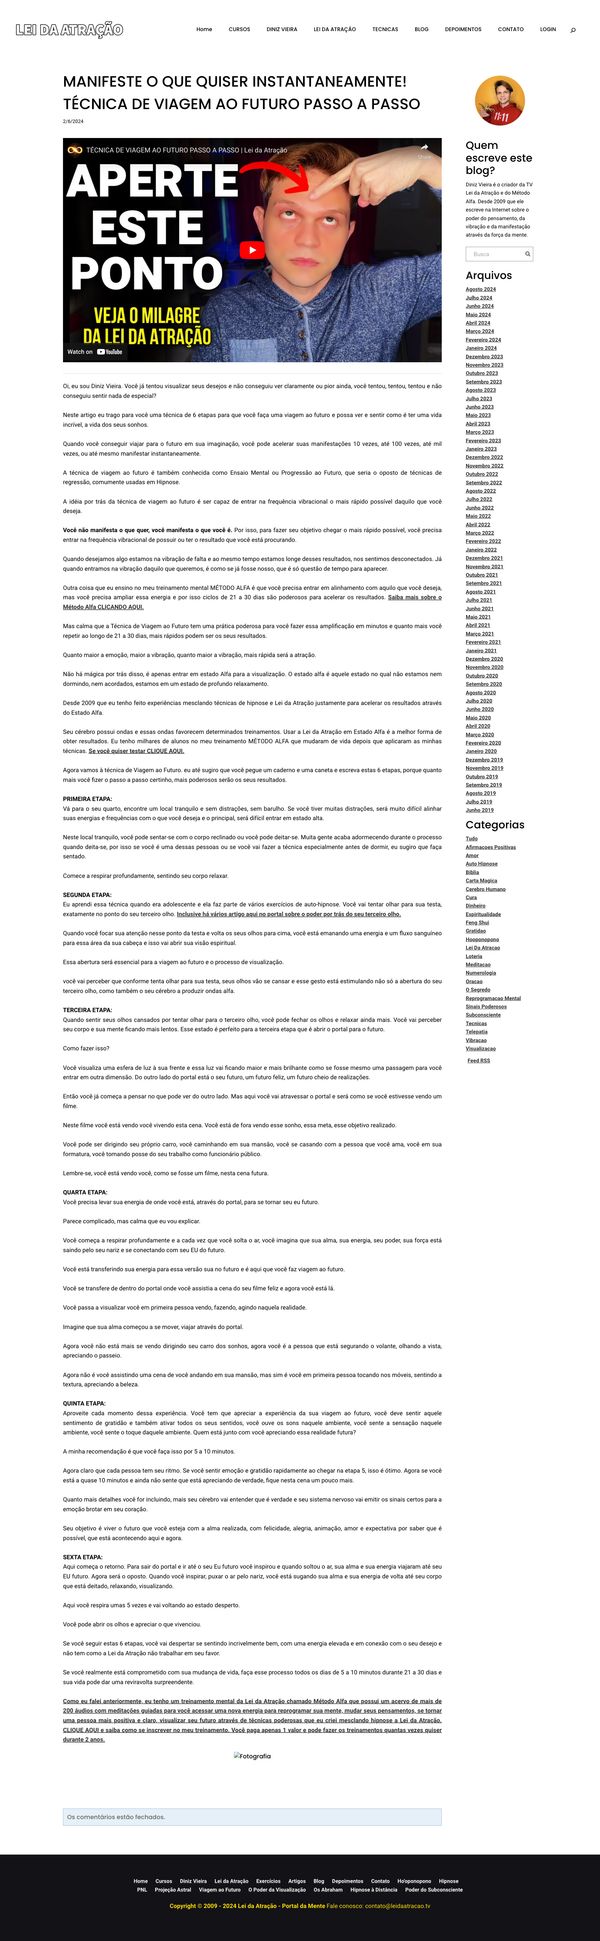 LEI DA ATRAÇÃO
Home CURSOS DINIZ VIEIRA LEI DA ATRAÇÃO TECNICAS BLOG DEPOIMENTOS CONTATO LOGIN
MANIFESTE O QUE QUISER INSTANTANEAMENTE!
TÉCNICA DE VIAGEM AO FUTURO PASSO A PASSO
2/6/2024
TÉCNICA DE VIAGEM AO FUTURO PASSO A PASSO | Lei da Atração
Share
APERTE
ESTE
PONTO
VEJA O MILAGRE
DA LEI DA ATRAÇÃO
Watch on YouTube
Oi, eu sou Diniz Vieira. Você já tentou visualizar seus desejos e não conseguiu ver claramente ou pior ainda, você tentou, tentou, tentou e não
conseguiu sentir nada de especial?
Neste artigo eu trago para você uma técnica de 6 etapas para que você faça uma viagem ao futuro e possa ver e sentir como é ter uma vida
incrível, a vida dos seus sonhos.
Quando você conseguir viajar para o futuro em sua imaginação, você pode acelerar suas manifestações 10 vezes, até 100 vezes, até mil
vezes, ou até mesmo manifestar instantaneamente.
A técnica de viagem ao futuro é também conhecida como Ensaio Mental ou Progressão ao Futuro, que seria o oposto de técnicas de
regressão, comumente usadas em Hipnose.
A idéia por trás da técnica de viagem ao futuro é ser capaz de entrar na frequência vibracional o mais rápido possível daquilo que você
deseja.
Você não manifesta o que quer, você manifesta o que você é. Por isso, para fazer seu objetivo chegar o mais rápido possível, você precisa
entrar na frequência vibracional de possuir ou ter o resultado que você está procurando.
Quando desejamos algo estamos na vibração de falta e ao mesmo tempo estamos longe desses resultados, nos sentimos desconectados. Já
quando entramos na vibração daquilo que queremos, é como se já fosse nosso, que é só questão de tempo para aparecer.
Outra coisa que eu ensino no meu treinamento mental MÉTODO ALFA é que você precisa entrar em alinhamento com aquilo que você deseja,
mas você precisa ampliar essa energia e por isso ciclos de 21 a 30 dias são poderosos para acelerar os resultados. Saiba mais sobre o
Método Alfa CLICANDO AQUI.
Mas calma que a Técnica de Viagem ao Futuro tem uma prática poderosa para você fazer essa amplificação em minutos e quanto mais você
repetir ao longo de 21 a 30 dias, mais rápidos podem ser os seus resultados.
Quanto maior a emoção, maior a vibração, quanto maior a vibração, mais rápida será a atração.
Não há mágica por trás disso, é apenas entrar em estado Alfa para a visualização. O estado alfa é aquele estado no qual não estamos nem
dormindo, nem acordados, estamos em um estado de profundo relaxamento.
Desde 2009 que eu tenho feito experiências mesclando técnicas de hipnose e Lei da Atração justamente para acelerar os resultados através
do Estado Alfa.
Seu cérebro possui ondas e essas ondas favorecem determinados treinamentos. Usar a Lei da Atração em Estado Alfa é a melhor forma de
obter resultados. Eu tenho milhares de alunos no meu treinamento MÉTODO ALFA que mudaram de vida depois que aplicaram as minhas
técnicas. Se você quiser testar CLIQUE AQUI.
Agora vamos à técnica de Viagem ao Futuro. eu até sugiro que você pegue um caderno e uma caneta e escreva estas 6 etapas, porque quanto
mais você fizer o passo a passo certinho, mais poderosos serão os seus resultados.
PRIMEIRA ETAPA:
Vá para o seu quarto, encontre um local tranquilo e sem distrações, sem barulho. Se você tiver muitas distrações, será muito difícil alinhar
suas energias e frequências com o que você deseja e o principal, será difícil entrar em estado alta.
Neste local tranquilo, você pode sentar-se com o corpo reclinado ou você pode deitar-se. Muita gente acaba adormecendo durante o processo
quando deita-se, por isso se você é uma dessas pessoas ou se você vai fazer a técnica especialmente antes de dormir, eu sugiro que faça
sentado.
Comece a respirar profundamente, sentindo seu corpo relaxar.
SEGUNDA ETAPA:
Eu aprendi essa técnica quando era adolescente e ela faz parte de vários exercícios de auto-hipnose. Você vai tentar olhar para sua testa,
exatamente no ponto do seu terceiro olho. Inclusive há vários artigo aqui no portal sobre o poder por trás do seu terceiro olho.
Quando você focar sua atenção nesse ponto da testa e volta os seus olhos para cima, você está emanando uma energia e um fluxo sanguíneo
para essa área da sua cabeça e isso vai abrir sua visão espiritual.
Essa abertura será essencial para a viagem ao futuro e o processo de visualização.
você vai perceber que conforme tenta olhar para sua testa, seus olhos vão se cansar e esse gesto está estimulando não só a abertura do seu
terceiro olho, como também o seu cérebro a produzir ondas alfa.
TERCEIRA ETAPA:
Quando sentir seus olhos cansados por tentar olhar para o terceiro olho, você pode fechar os olhos e relaxar ainda mais. Você vai perceber
seu corpo e sua mente ficando mais lentos. Esse estado é perfeito para a terceira etapa que é abrir o portal para o futuro.
Como fazer isso?
Você visualiza uma esfera de luz à sua frente e essa luz vai ficando maior e mais brilhante como se fosse mesmo uma passagem para você
entrar em outra dimensão. Do outro lado do portal está o seu futuro, um futuro feliz, um futuro cheio de realizações.
Então você já começa a pensar no que pode ver do outro lado. Mas aqui você vai atravessar o portal e será como se você estivesse vendo um
filme.
Neste filme você está vendo você vivendo esta cena. Você está de fora vendo esse sonho, essa meta, esse objetivo realizado.
Você pode ser dirigindo seu próprio carro, você caminhando em sua mansão, você se casando com a pessoa que você ama, você em sua
formatura, você tomando posse do seu trabalho como funcionário público.
Lembre-se, você está vendo você, como se fosse um filme, nesta cena futura.
QUARTA ETAPA:
Você precisa levar sua energia de onde você está, através do portal, para se tornar seu eu futuro.
Parece complicado, mas calma que eu vou explicar.
Você começa a respirar profundamente e a cada vez que você solta o ar, você imagina que sua alma, sua energia, seu poder, sua força está
saindo pelo seu nariz e se conectando com seu EU do futuro.
Você está transferindo sua energia para essa versão sua no futuro e é aqui que você faz viagem ao futuro.
Você se transfere de dentro do portal onde você assistia a cena do seu filme feliz e agora você está lá.
Você passa a visualizar você em primeira pessoa vendo, fazendo, agindo naquela realidade.
Imagine que sua alma começou a se mover, viajar através do portal.
Agora você não está mais se vendo dirigindo seu carro dos sonhos, agora você é a pessoa que está segurando o volante, olhando a vista,
apreciando o passeio.
Agora não é você assistindo uma cena de você andando em sua mansão, mas sim é você em primeira pessoa tocando nos móveis, sentindo a
textura, apreciando a beleza.
QUINTA ETAPA:
Aproveite cada momento dessa experiência. Você tem que apreciar a experiência da sua viagem ao futuro, você deve sentir aquele
sentimento de gratidão e também ativar todos os seus sentidos, você ouve os sons naquele ambiente, você sente a sensação naquele
ambiente, você sente o toque daquele ambiente. Quem está junto com você apreciando essa realidade futura?
A minha recomendação é que você faça isso por 5 a 10 minutos.
Agora claro que cada pessoa tem seu ritmo. Se você sentir emoção e gratidão rapidamente ao chegar na etapa 5, isso é ótimo. Agora se você
está a quase 10 minutos e ainda não sente que está apreciando de verdade, fique nesta cena um pouco mais.
Quanto mais detalhes você for incluindo, mais seu cérebro vai entender que é verdade e seu sistema nervoso vai emitir os sinais certos para a
emoção brotar em seu coração.
Seu objetivo é viver o futuro que você esteja com a alma realizada, com felicidade, alegria, animação, amor e expectativa por saber que é
possível, que está acontecendo aqui e agora.
SEXTA ETAPA:
Aqui começa o retorno. Para sair do portal e ir até o seu Eu futuro você inspirou e quando soltou o ar, sua alma e sua energia viajaram até seu
EU futuro. Agora será o oposto. Quando você inspirar, puxar o ar pelo nariz, você está sugando sua alma e sua energia de volta até seu corpo
que está deitado, relaxando, visualizando.
Aqui você respira umas 5 vezes e vai voltando ao estado desperto.
Você pode abrir os olhos e apreciar o que vivenciou.
Se você seguir estas 6 etapas, você vai despertar se sentindo incrivelmente bem, com uma energia elevada e em conexão com o seu desejo e
não tem como a Lei da Atração não trabalhar em seu favor.
Se você realmente está comprometido com sua mudança de vida, faça esse processo todos os dias de 5 a 10 minutos durante 21 a 30 dias e
sua vida pode dar uma reviravolta surpreendente.
Como eu falei anteriormente, eu tenho um treinamento mental da Lei da Atração chamado Método Alfa que possui um acervo de mais de
200 áudios com meditações guiadas para você acessar uma nova energia para reprogramar sua mente, mudar seus pensamentos, se tornar
uma pessoa mais positiva e claro, visualizar seu futuro através de técnicas poderosas que eu criei mesclando hipnose a Lei da Atração.
CLIQUE AQUI e saiba como se inscrever no meu treinamento. Você paga apenas 1 valor e pode fazer os treinamentos quantas vezes quiser
durante 2 anos.
Fotografia
Os comentários estão fechados.
11:11
Quem
escreve este
blog?
Diniz Vieira é o criador da TV
Lei da Atração e do Método
Alfa. Desde 2009 que ele
escreve na Internet sobre o
poder do pensamento, da
vibração e da manifestação
através da força da mente.
Busca
Arquivos
Agosto 2024
Julho 2024
Junho 2024
Maio 2024
Abril 2024
Março 2024
Fevereiro 2024
Janeiro 2024
Dezembro 2023
Novembro 2023
Outubro 2023
Setembro 2023
Agosto 2023
Julho 2023
Junho 2023
Maio 2023
Abril 2023
Março 2023
Fevereiro 2023
Janeiro 2023
Dezembro 2022
Novembro 2022
Outubro 2022
Setembro 2022
Agosto 2022
Julho 2022
Junho 2022
Maio 2022
Abril 2022
Março 2022
Fevereiro 2022
Janeiro 2022
Dezembro 2021
Novembro 2021
Outubro 2021
Setembro 2021
Agosto 2021
Julho 2021
Junho 2021
Maio 2021
Abril 2021
Março 2021
Fevereiro 2021
Janeiro 2021
Dezembro 2020
Novembro 2020
Outubro 2020
Setembro 2020
Agosto 2020
Julho 2020
Junho 2020
Maio 2020
Abril 2020
Março 2020
Fevereiro 2020
Janeiro 2020
Dezembro 2019
Novembro 2019
Outubro 2019
Setembro 2019
Agosto 2019
Julho 2019
Junho 2019
Categorias
Tudo
Afirmacoes Positivas
Amor
Auto Hipnose
Bíblia
Carta Magica
Cerebro Humano
Cura
Dinheiro
Espiritualidade
Feng Shui
Gratidao
Hooponopono
Lei Da Atracao
Loteria
Meditacao
Numerologia
Oracao
O Segredo
Reprogramacao Mental
Sinais Poderosos
Subconsciente
Tecnicas
Telepatia
Vibracao
Visualizacao
Feed RSS
Home Cursos Diniz Vieira Lei da Atração Exercícios Artigos Blog Depoimentos Contato Ho'oponopono Hipnose
PNL Projeção Astral Viagem ao Futuro O Poder da Visualização Os Abraham Hipnose à Distância Poder do Subconsciente
Copyright © 2009 - 2024 Lei da Atração - Portal da Mente Fale conosco: contato@leidaatracao.tv